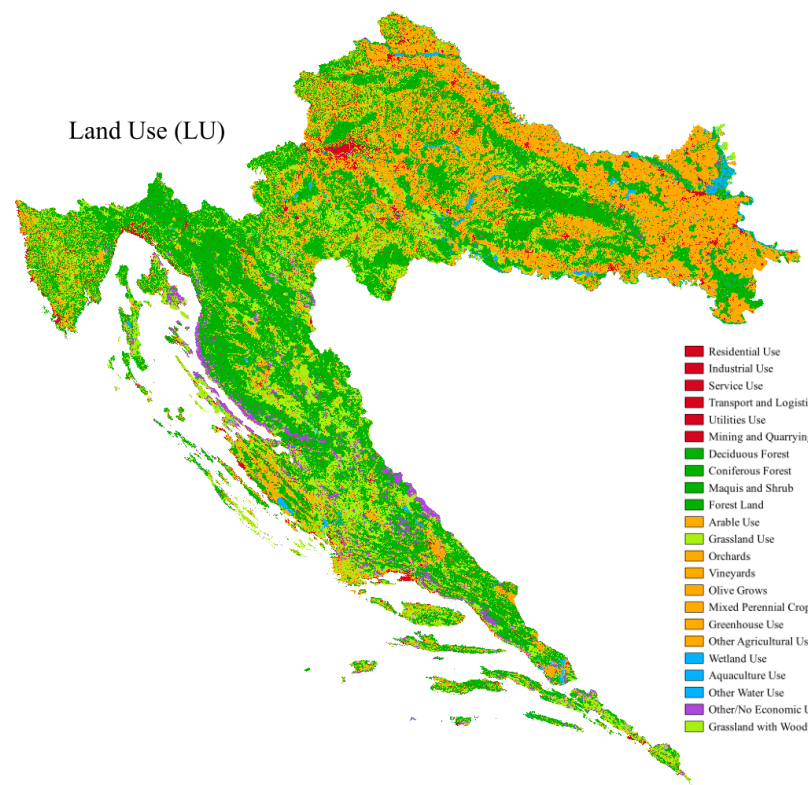 Land Use (LU)
Residential Use
Industrial Use
Service Use
Transport and Logisti
Utilities Use
Mining and Quarrying
Deciduous Forest
Coniferous Forest
Maquis and Shrub
Forest Land
Arable Use
Grassland Use
Orchards
Vineyards
Olive Grows
Mixed Perennial Crop
Greenhouse Use
Other Agricultural Us
Wetland Use
Aquaculture Use
Other Water Use
Other/No Economic U
Grassland with Wood